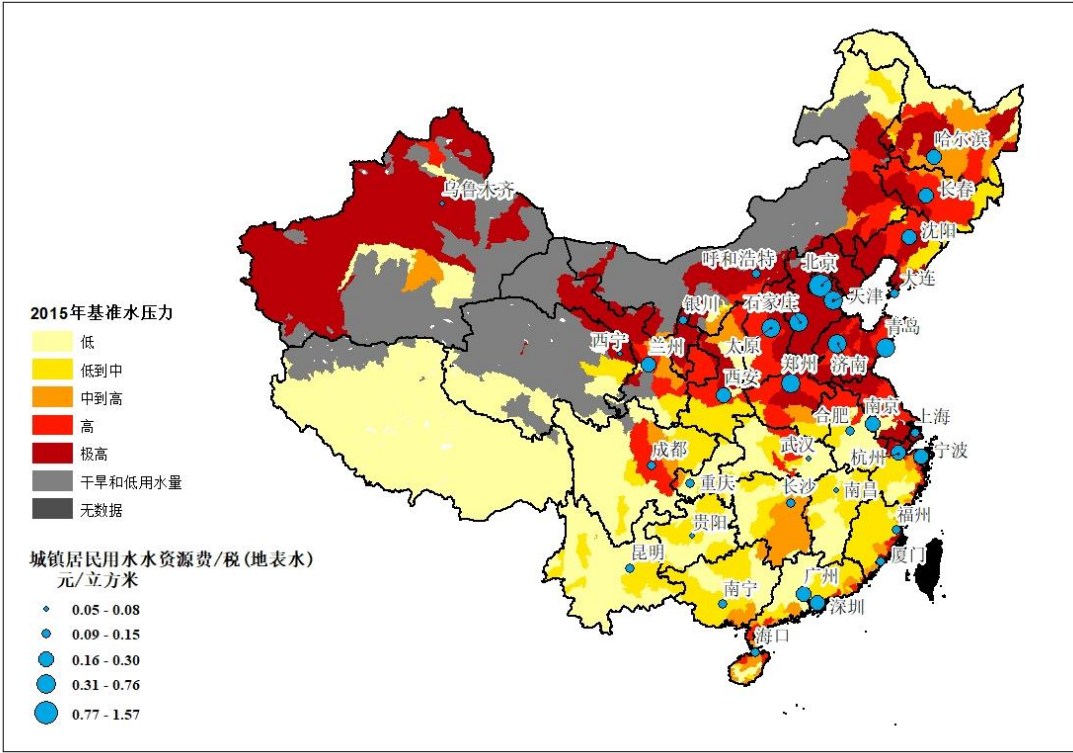 哈尔滨
乌鲁木齐
长春
沈阳
呼和浩特
北京
大连
天津
银川
石家庄
青岛
西宁
兰州
太原
济南
西安
郑州
合肥
南京
上海
成都
武汉
杭州
宁波
重庆
长沙
南昌
贵阳
福州
昆明
厦门
南宁
广州
深圳
海口
2015年基准水压力
低
低到中
中到高
高
极高
干旱和低用水量
无数据
城镇居民用水水资源费/税(地表水)
元/立方米
0.05 - 0.08
0.09 - 0.15
0.16 - 0.30
0.31 - 0.76
0.77 - 1.57